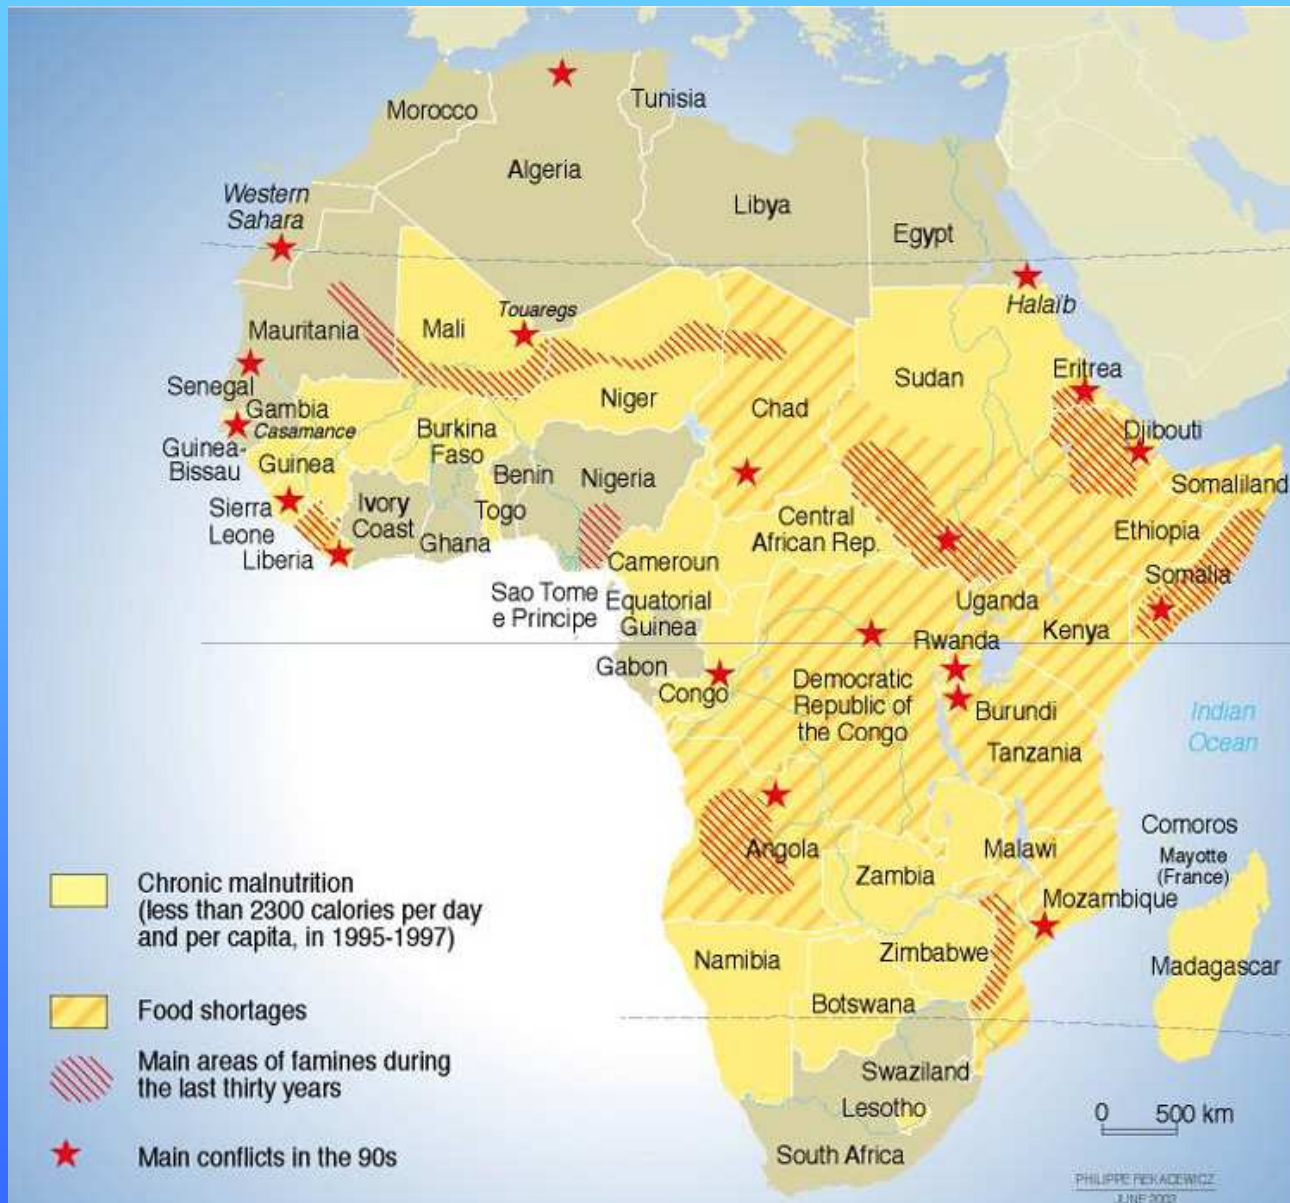 Morocco
Tunisia
Algeria
Libya
Egypt
Western
Sahara
Halaïb
Mauritania
Mali
Touaregs
Niger
Chad
Sudan
Eritrea
Senegal
Gambia
Casamance
Guinea-
Bissau
Guinea
Burkina
Faso
Benin
Nigeria
Djibouti
Somaliland
Sierra
Leone
Liberia
Ivory
Coast
Ghana
Togo
Cameroun
Central
African Rep.
Ethiopia
Somalia
Sao Tome
e Principe
Equatorial
Guinea
Gabon
Congo
Uganda
Rwanda
Kenya
Democratic
Republic of
the Congo
Burundi
Tanzania
Indian
Ocean
Angola
Zambia
Malawi
Comoros
Mayotte
(France)
Mozambique
Namibia
Zimbabwe
Botswana
Madagascar
Swaziland
Lesotho
South Africa
Chronic malnutrition
(less than 2300 calories per day
and per capita, in 1995-1997)
Food shortages
Main areas of famines during
the last thirty years
Main conflicts in the 90s
0 500 km
PHILIPPE REKACEWICZ